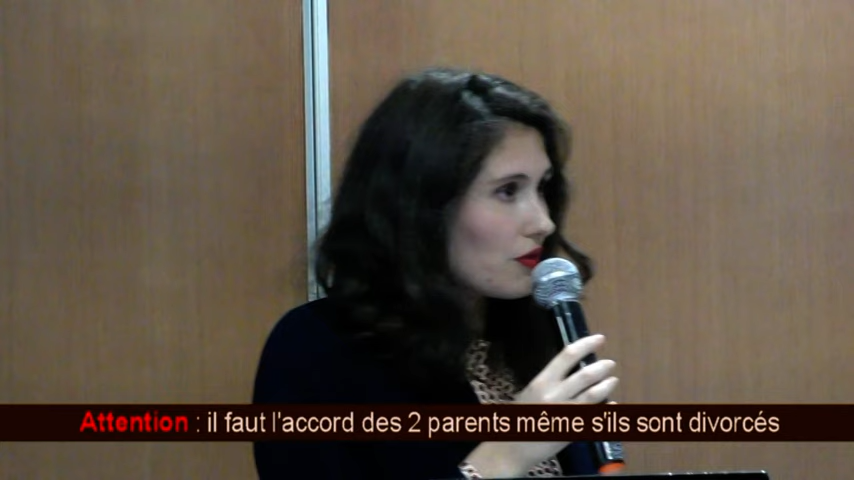 Attention : il faut l'accord des 2 parents même s'ils sont divorcés